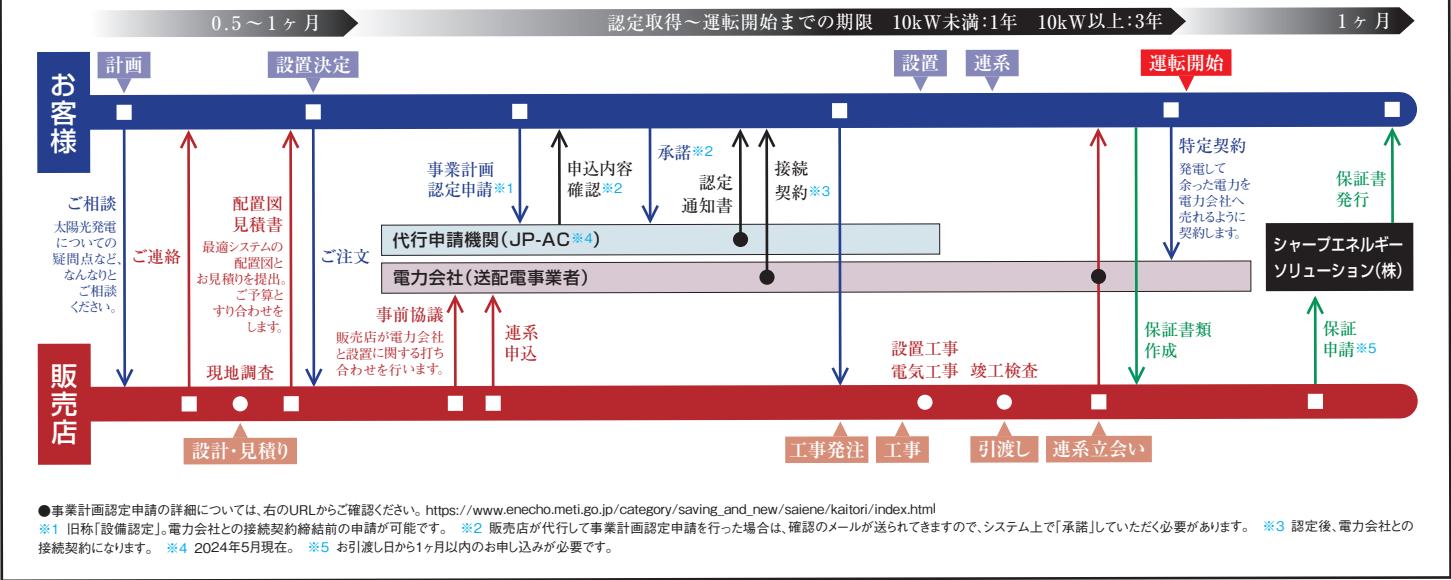 0.5～1ヶ月
認定取得～運転開始までの期限 10kW未満：1年 10kW以上：3年
1ヶ月
計画
設置決定
設置
連系
運転開始
お客様
ご相談
太陽光発電
についての
疑問点など、
なんなりと
ご相談
ください。
ご連絡
配置図
見積書
最適システムの
配置図と
お見積りを提出。
ご予算と
すり合わせを
します。
ご注文
事業計画
認定申請※1
申込内容
確認※2
承諾※2
認定
通知書
接続
契約※3
特定契約
発電して
余った電力を
電力会社へ
売れるように
契約します。
保証書
発行
代行申請機関（JP-AC※4）
電力会社（送配電事業者）
シャープエネルギー
ソリューション（株）
事前協議
販売店が電力会社
と設置に関する打ち
合わせを行います。
連系
申込
保証書類
作成
保証
申請※5
販売店
現地調査
設置工事
電気工事
竣工検査
設計・見積り
工事発注
工事
引渡し
連系立会い
●事業計画認定申請の詳細については、右のURLからご確認ください。https://www.enecho.meti.go.jp/category/saving_and_new/saiene/kaitori/index.html
※1 旧称「設備認定」。電力会社との接続契約締結前の申請が可能です。 ※2 販売店が代行して事業計画認定申請を行った場合は、確認のメールが送られてきますので、システム上で「承諾」していただく必要があります。 ※3 認定後、電力会社との
接続契約になります。 ※4 2024年5月現在。 ※5 お引渡し日から1ヶ月以内のお申し込みが必要です。